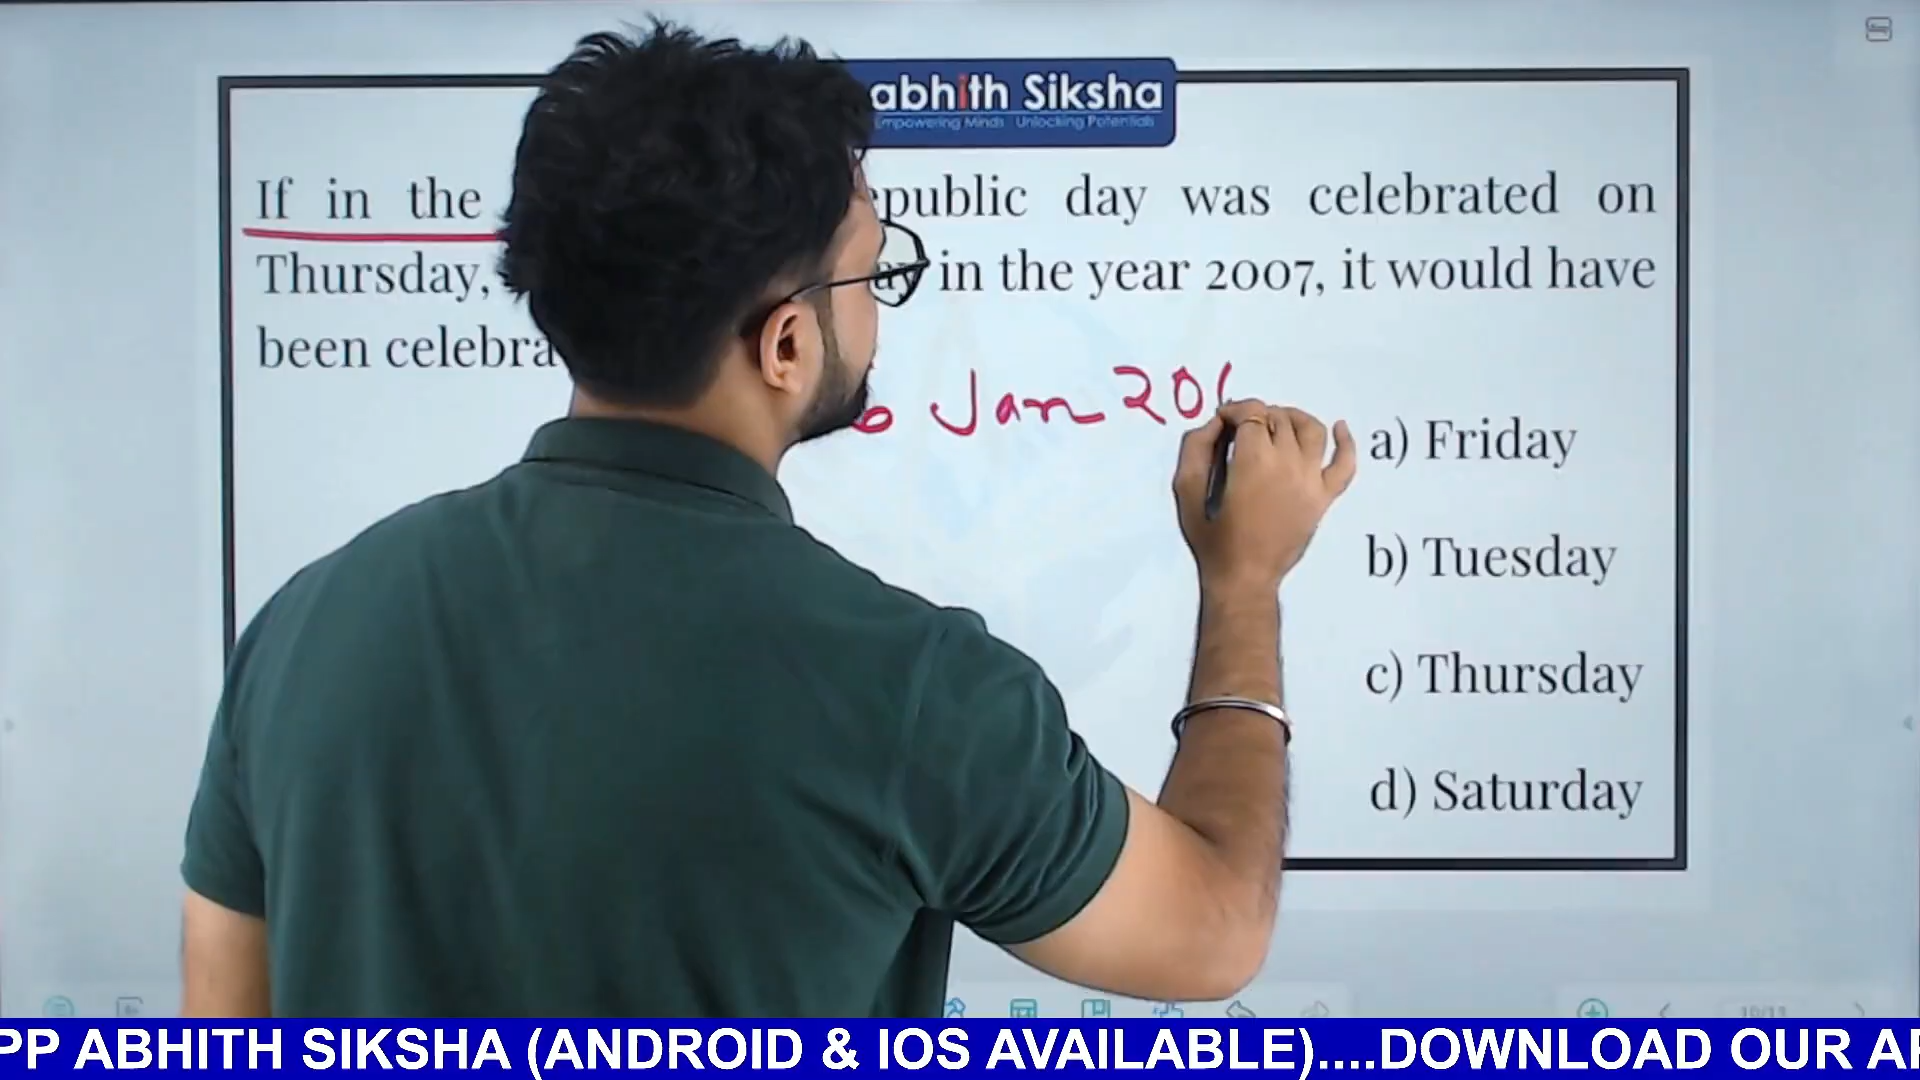 abhith Siksha
Empowering Minds Unlocking Potentials
If in the epublic day was celebrated on
Thursday, ay in the year 2007, it would have
been celebra
Jan 20
a) Friday
b) Tuesday
c) Thursday
d) Saturday
PP ABHITH SIKSHA (ANDROID & IOS AVAILABLE)....DOWNLOAD OUR AP